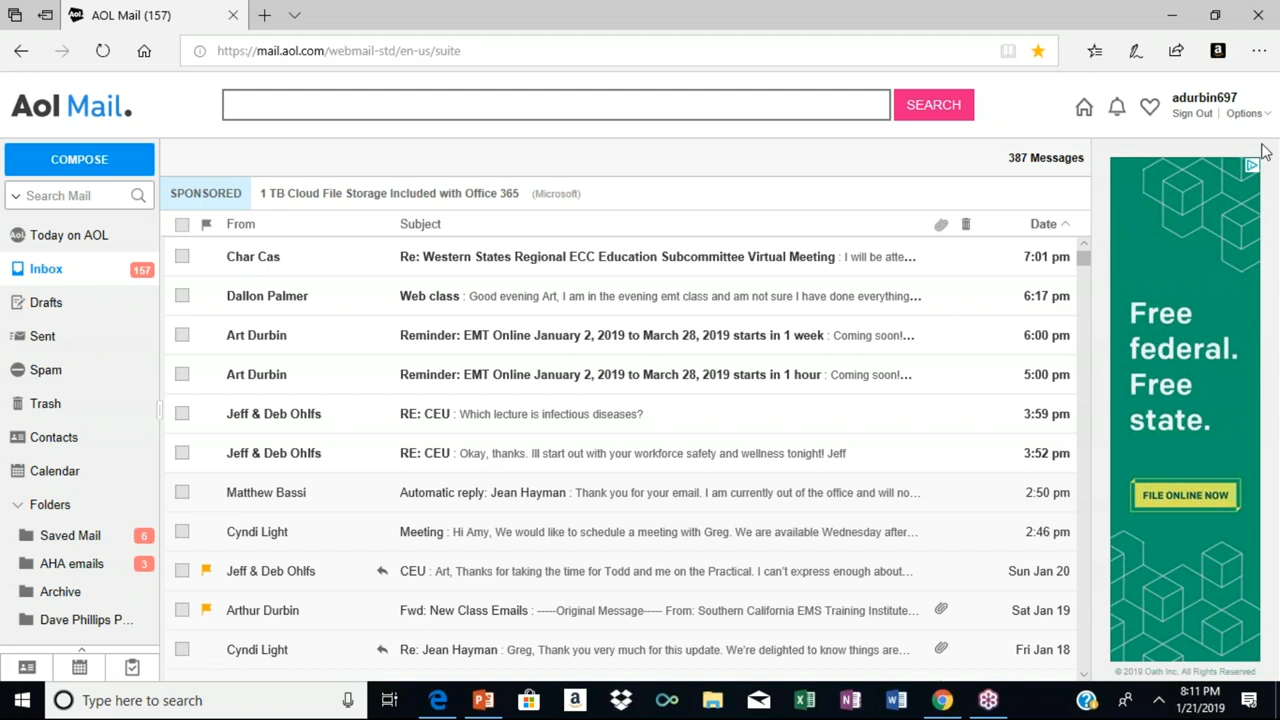 AOL Mail (157)
https://mail.aol.com/webmail-std/en-us/suite
Aol Mail.
SEARCH
adurbin697
Sign Out | Options
COMPOSE
387 Messages
Search Mail
SPONSORED 1 TB Cloud File Storage Included with Office 365 (Microsoft)
From Subject Date
Aol. Today on AOL
Inbox 157
Drafts
Sent
Spam
Trash
Contacts
Calendar
Folders
Saved Mail 6
AHA emails 3
Archive
Dave Phillips P...
Char Cas Re: Western States Regional ECC Education Subcommittee Virtual Meeting : I will be atte... 7:01 pm
Dallon Palmer Web class : Good evening Art, I am in the evening emt class and am not sure I have done everything... 6:17 pm
Art Durbin Reminder: EMT Online January 2, 2019 to March 28, 2019 starts in 1 week : Coming soon!... 6:00 pm
Art Durbin Reminder: EMT Online January 2, 2019 to March 28, 2019 starts in 1 hour : Coming soon!... 5:00 pm
Jeff & Deb Ohlfs RE: CEU : Which lecture is infectious diseases? 3:59 pm
Jeff & Deb Ohlfs RE: CEU : Okay, thanks. Ill start out with your workforce safety and wellness tonight! Jeff 3:52 pm
Matthew Bassi Automatic reply: Jean Hayman : Thank you for your email. I am currently out of the office and will no... 2:50 pm
Cyndi Light Meeting : Hi Amy, We would like to schedule a meeting with Greg. We are available Wednesday after... 2:46 pm
Jeff & Deb Ohlfs CEU : Art, Thanks for taking the time for Todd and me on the Practical. I can't express enough about... Sun Jan 20
Arthur Durbin Fwd: New Class Emails : -----Original Message----- From: Southern California EMS Training Institute... Sat Jan 19
Cyndi Light Re: Jean Hayman : Greg, Thank you very much for this update. We're delighted to know things are... Fri Jan 18
Free
federal.
Free
state.
FILE ONLINE NOW
© 2019 Oath Inc. All Rights Reserved
Type here to search
8:11 PM
1/21/2019